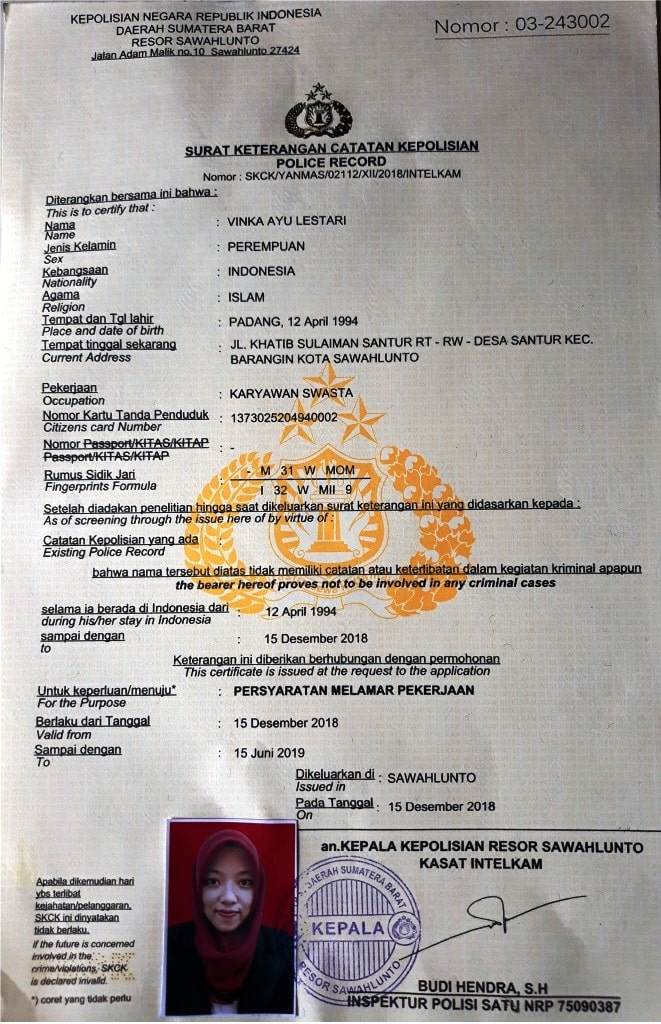 KEPOLISIAN NEGARA REPUBLIK INDONESIA
DAERAH SUMATERA BARAT
RESOR SAWAHLUNTO
Jalan Adam Malik no.10 Sawahlunto 27424
Nomor : 03-243002
SURAT KETERANGAN CATATAN KEPOLISIAN
POLICE RECORD
Nomor : SKCK/YANMAS/02112/XII/2018/INTELKAM
Diterangkan bersama ini bahwa :
This is to certify that :
Nama : VINKA AYU LESTARI
Name
Jenis Kelamin : PEREMPUAN
Sex
Kebangsaan : INDONESIA
Nationality
Agama : ISLAM
Religion
Tempat dan Tgl lahir : PADANG, 12 April 1994
Place and date of birth
Tempat tinggal sekarang : JL. KHATIB SULAIMAN SANTUR RT - RW - DESA SANTUR KEC.
Current Address BARANGIN KOTA SAWAHLUNTO
Pekerjaan : KARYAWAN SWASTA
Occupation
Nomor Kartu Tanda Penduduk : 1373025204940002
Citizens card Number
Nomor Passport/KITAS/KITAP : -
Passport/KITAS/KITAP
Rumus Sidik Jari : - M 31 W MOM
Fingerprints Formula I 32 W MII 9
Setelah diadakan penelitian hingga saat dikeluarkan surat keterangan ini yang didasarkan kepada :
As of screening through the issue here of by virtue of :
Catatan Kepolisian yang ada
Existing Police Record
bahwa nama tersebut diatas tidak memiliki catatan atau keterlibatan dalam kegiatan kriminal apapun
the bearer hereof proves not to be involved in any criminal cases
selama ia berada di Indonesia dari : 12 April 1994
during his/her stay in Indonesia
sampai dengan : 15 Desember 2018
to
Keterangan ini diberikan berhubungan dengan permohonan
This certificate is issued at the request to the application
Untuk keperluan/menuju* : PERSYARATAN MELAMAR PEKERJAAN
For the Purpose
Berlaku dari Tanggal : 15 Desember 2018
Valid from
Sampai dengan : 15 Juni 2019
To
Dikeluarkan di : SAWAHLUNTO
Issued in
Pada Tanggal : 15 Desember 2018
On
an.KEPALA KEPOLISIAN RESOR SAWAHLUNTO
KASAT INTELKAM
Apabila dikemudian hari
ybs terlibat
kejahatan/pelanggaran,
SKCK ini dinyatakan
tidak berlaku.
If the future is concerned
involved in the
crime/violations, SKCK
is declared invalid.
*) coret yang tidak perlu
DAERAH SUMATERA BARAT
KEPALA
RESOR SAWAHLUNTO
BUDI HENDRA, S.H
INSPEKTUR POLISI SATU NRP 75090387